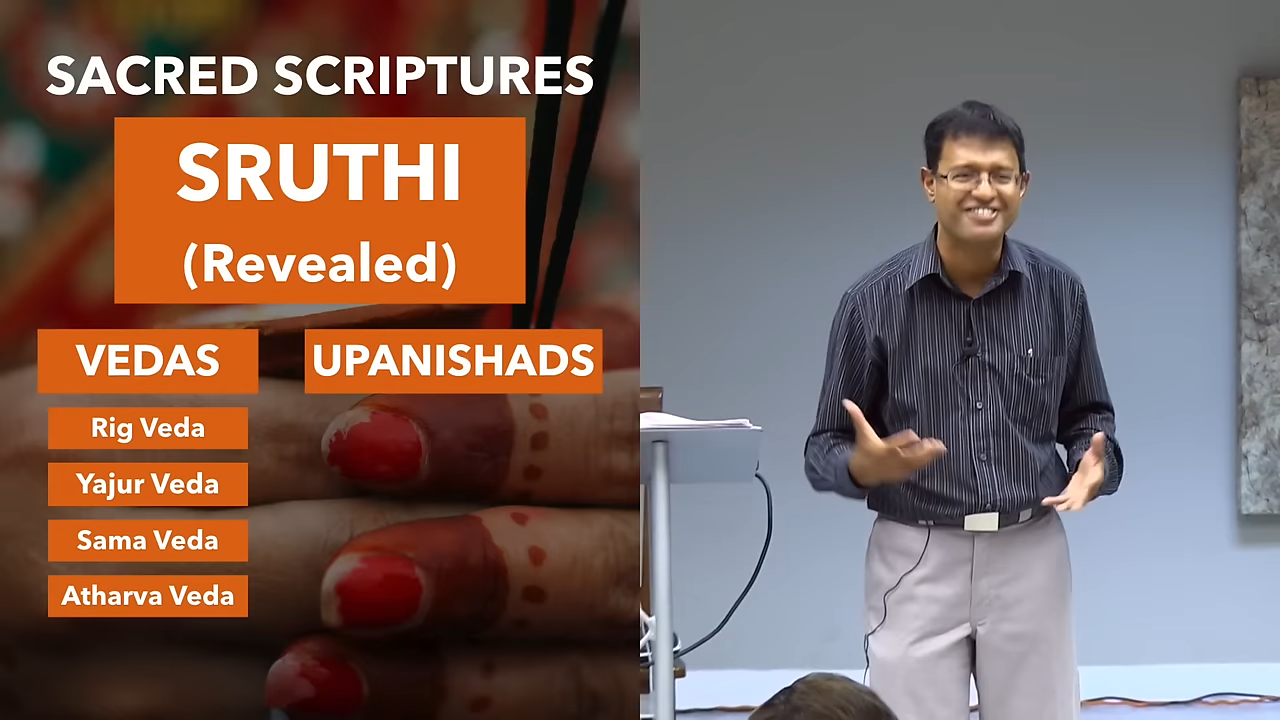 SACRED SCRIPTURES
SRUTHI
(Revealed)
VEDAS
UPANISHADS
Rig Veda
Yajur Veda
Sama Veda
Atharva Veda